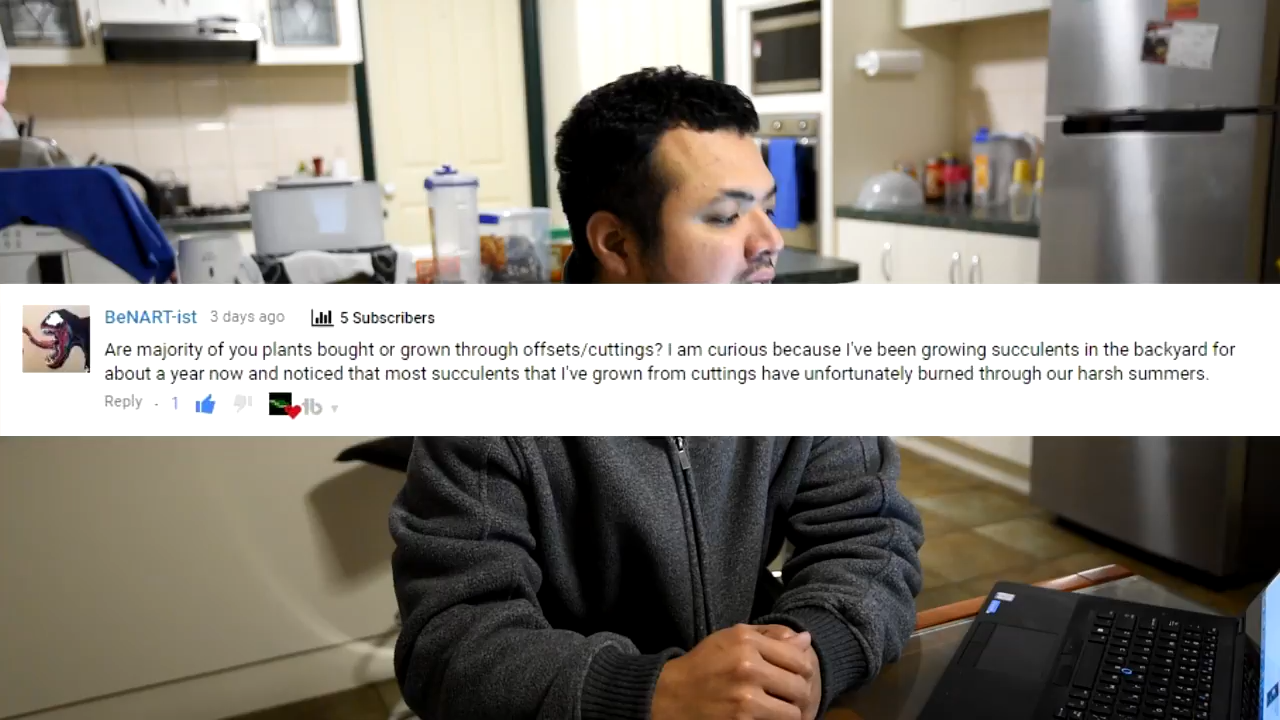 BeNART-ist 3 days ago 5 Subscribers
Are majority of you plants bought or grown through offsets/cuttings? I am curious because I've been growing succulents in the backyard for
about a year now and noticed that most succulents that I've grown from cuttings have unfortunately burned through our harsh summers.
Reply . 1